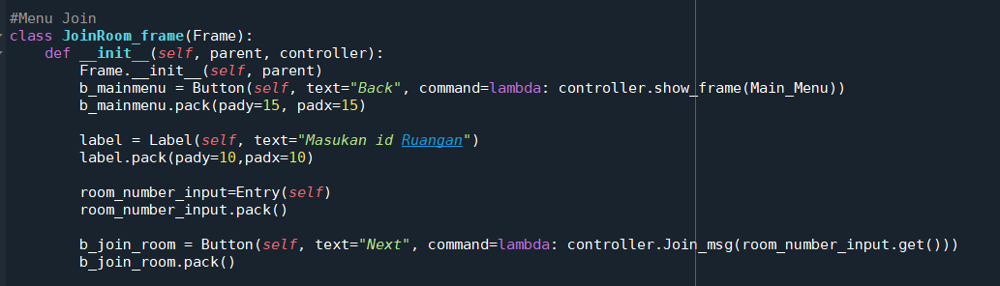 #Menu Join
class JoinRoom_frame(Frame):
    def __init__(self, parent, controller):
        Frame.__init__(self, parent)
        b_mainmenu = Button(self, text="Back", command=lambda: controller.show_frame(Main_Menu))
        b_mainmenu.pack(pady=15, padx=15)
        label = Label(self, text="Masukan id Ruangan")
        label.pack(pady=10,padx=10)
        room_number_input=Entry(self)
        room_number_input.pack()
        b_join_room = Button(self, text="Next", command=lambda: controller.Join_msg(room_number_input.get()))
        b_join_room.pack()